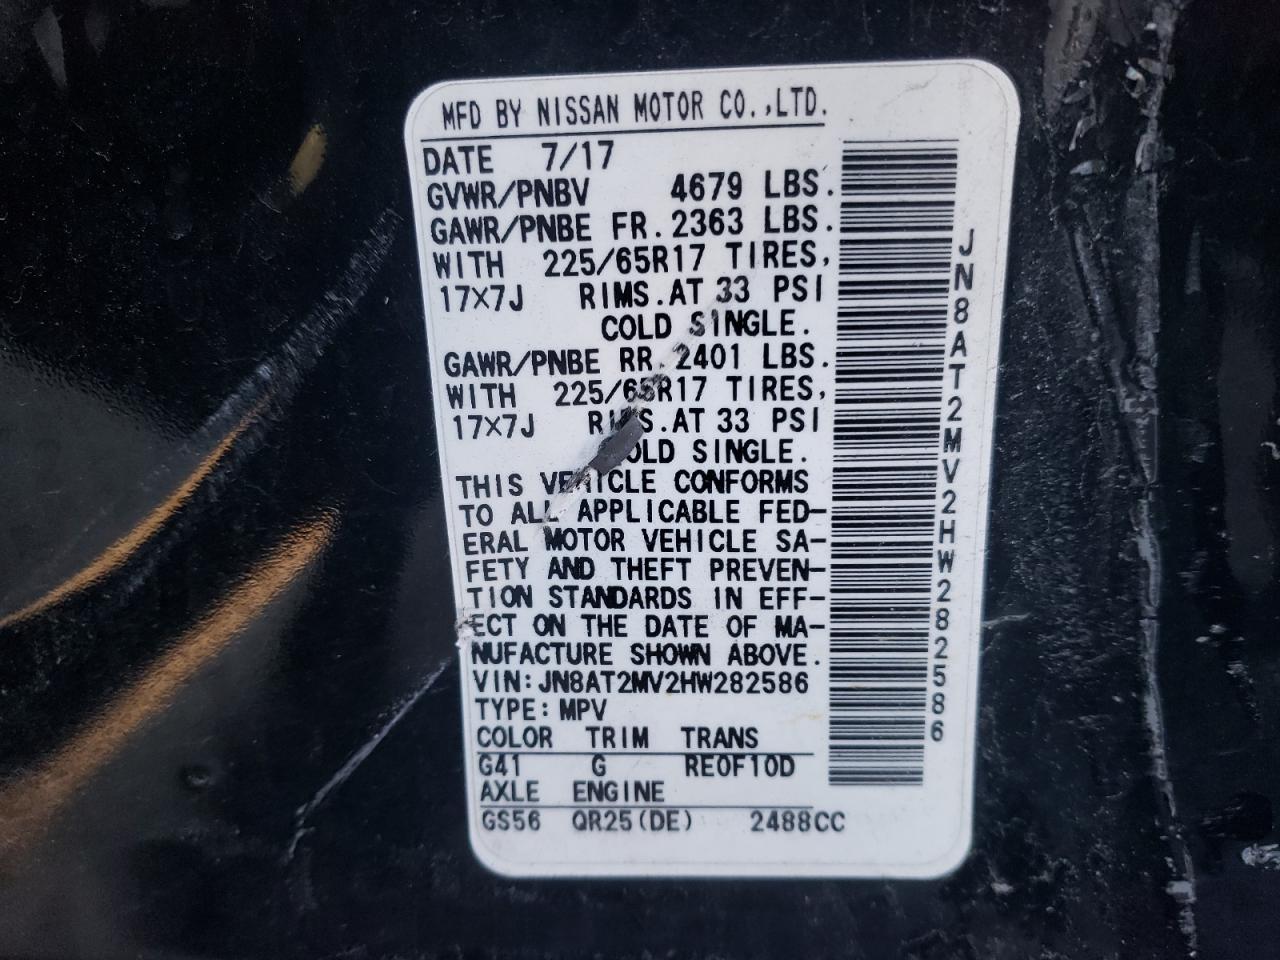 MFD BY NISSAN MOTOR CO.,LTD.
DATE 7/17
GVWR/PNBV 4679 LBS.
GAWR/PNBE FR. 2363 LBS.
WITH 225/65R17 TIRES,
17×7J RIMS. AT 33 PSI
COLD SINGLE.
GAWR/PNBE RR. 2401 LBS.
WITH 225/65R17 TIRES,
17×7J RIMS. AT 33 PSI
COLD SINGLE.
THIS VEHICLE CONFORMS
TO ALL APPLICABLE FED-
ERAL MOTOR VEHICLE SA-
FETY AND THEFT PREVEN-
TION STANDARDS IN EFF-
ECT ON THE DATE OF MA-
NUFACTURE SHOWN ABOVE.
VIN:JN8AT2MV2HW282586
TYPE: MPV
COLOR TRIM TRANS
G41 G RE0F10D
AXLE ENGINE
GS56 QR25(DE) 2488CC
JN8AT2MV2HW282586